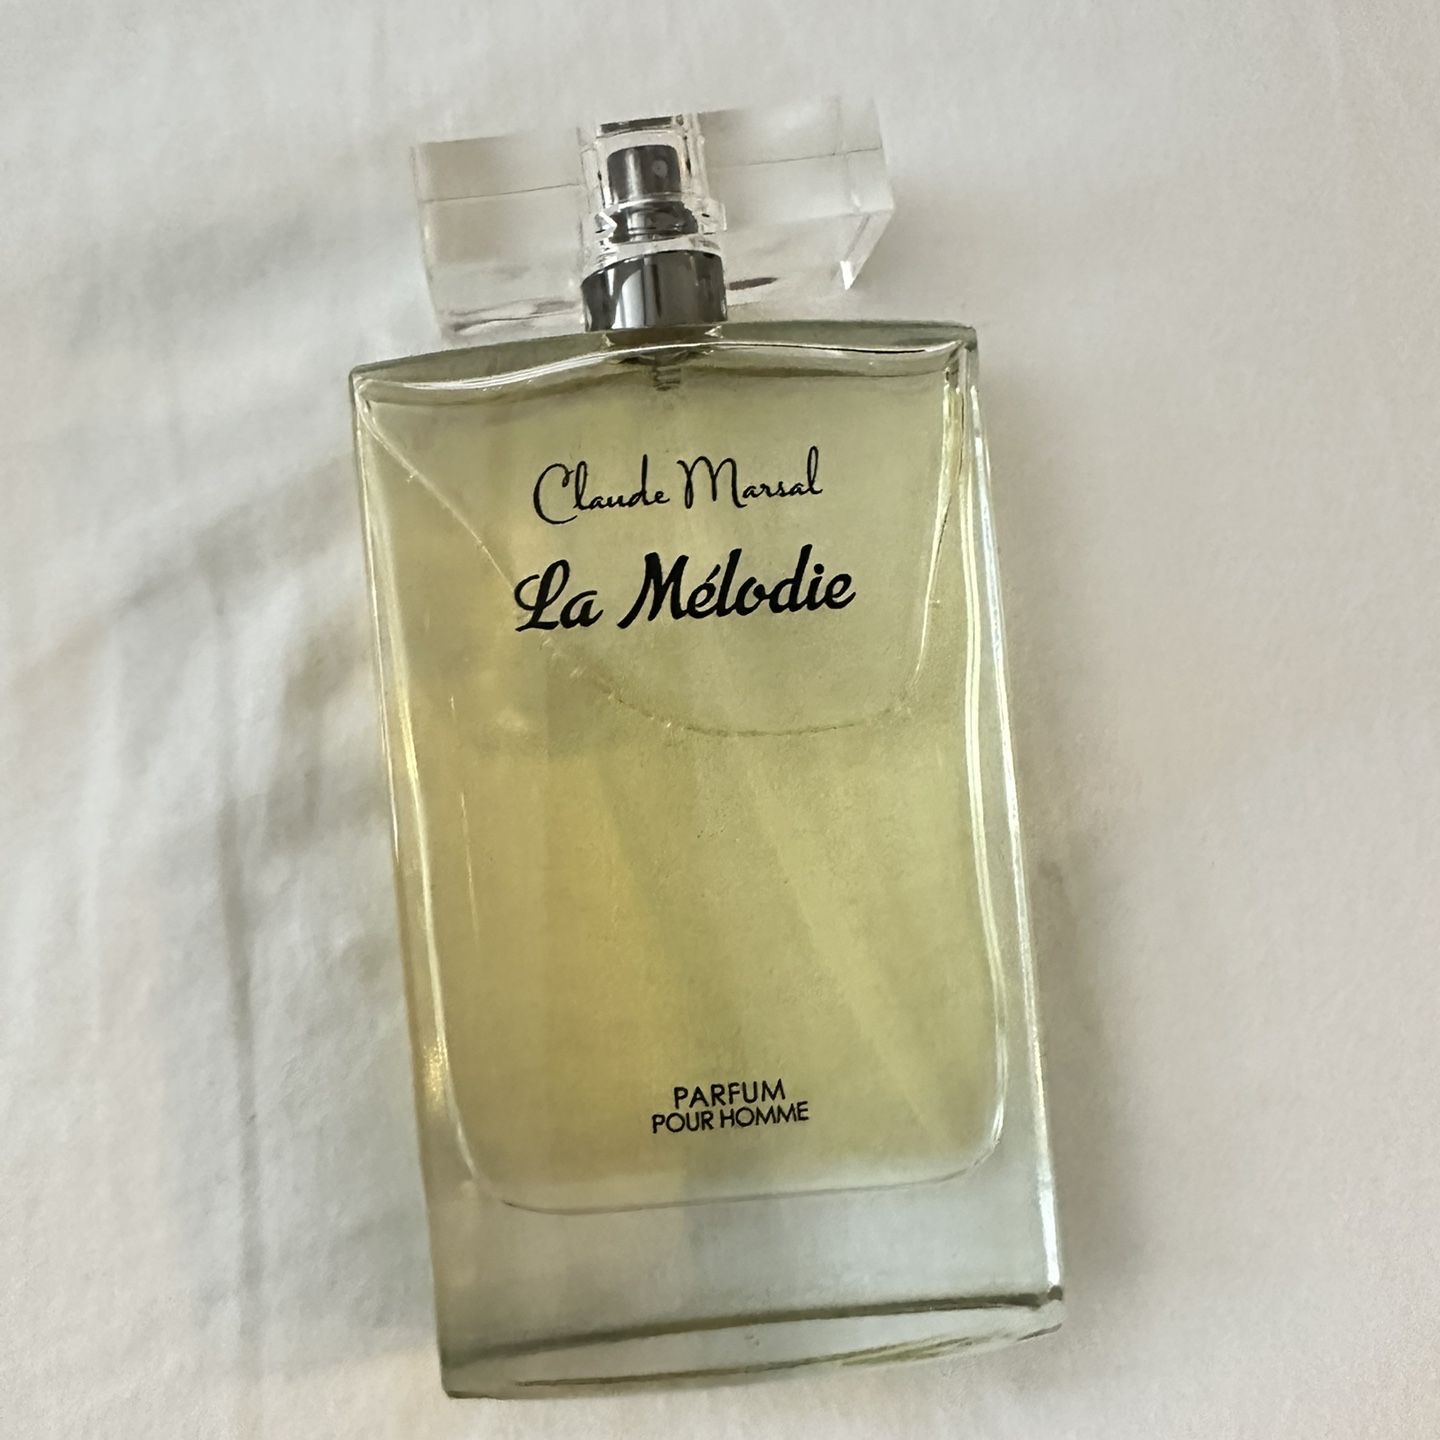 Claude Marsal
La Mélodie
PARFUM
POUR HOMME